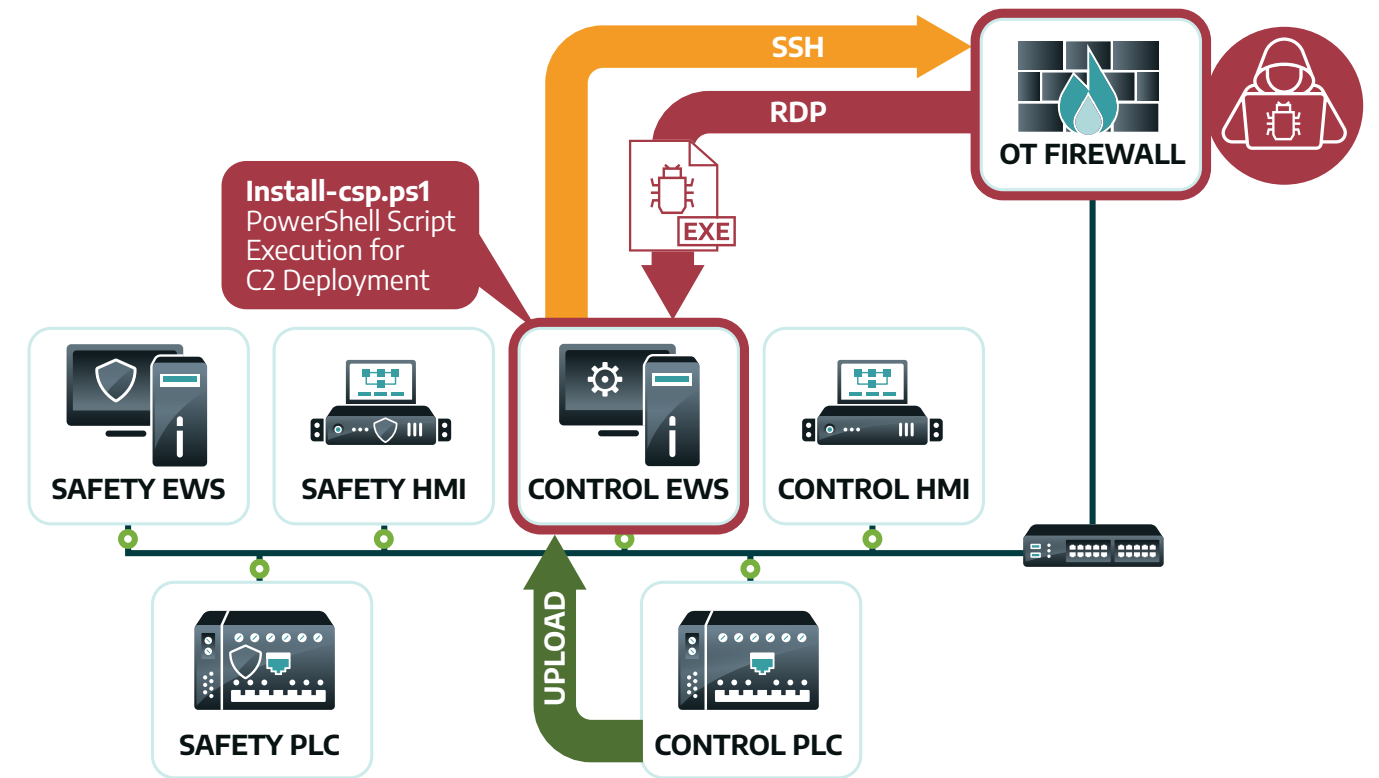 SSH
RDP
OT FIREWALL
Install-csp.ps1
PowerShell Script
Execution for
C2 Deployment
EXE
SAFETY EWS
SAFETY HMI
CONTROL EWS
CONTROL HMI
UPLOAD
SAFETY PLC
CONTROL PLC